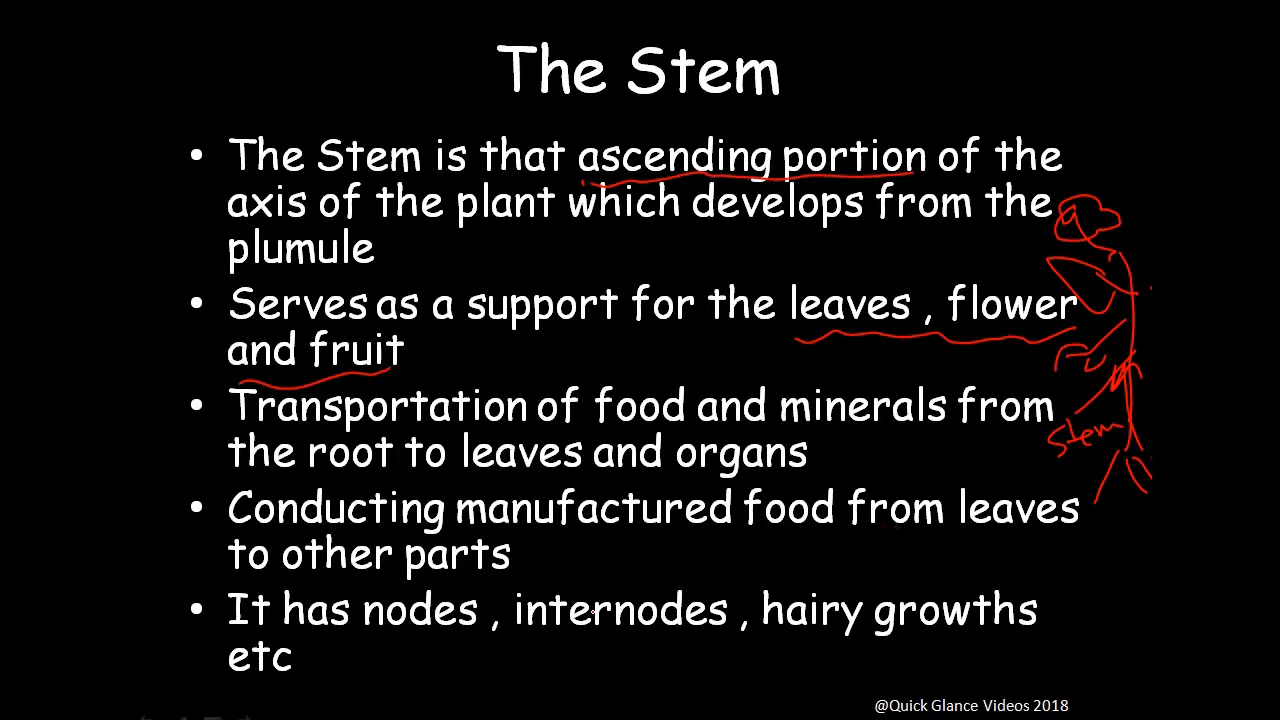 The Stem
• The Stem is that ascending portion of the
axis of the plant which develops from the
plumule
• Serves as a support for the leaves , flower
and fruit
• Transportation of food and minerals from
the root to leaves and organs
stem
• Conducting manufactured food from leaves
to other parts
• It has nodes , internodes , hairy growths
etc
@Quick Glance Videos 2018